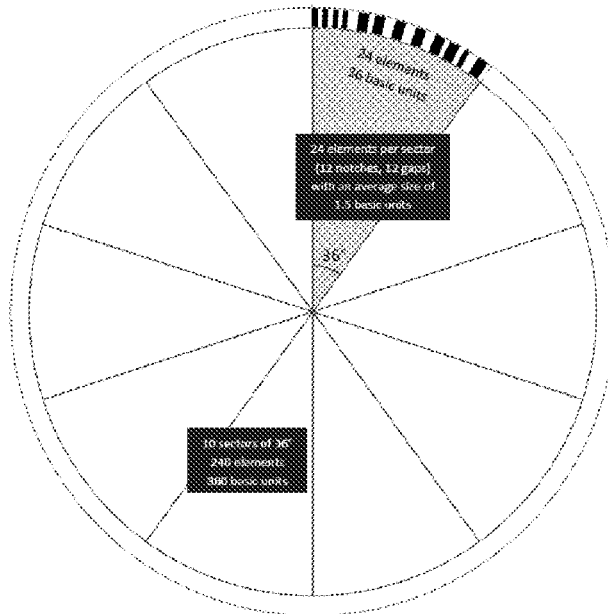 24 elements
36 basic units
24 elements per sector
(12 notches, 12 gaps)
with an average size of
1.5 basic units
36°
10 sectors of 36°
240 elements
360 basic units